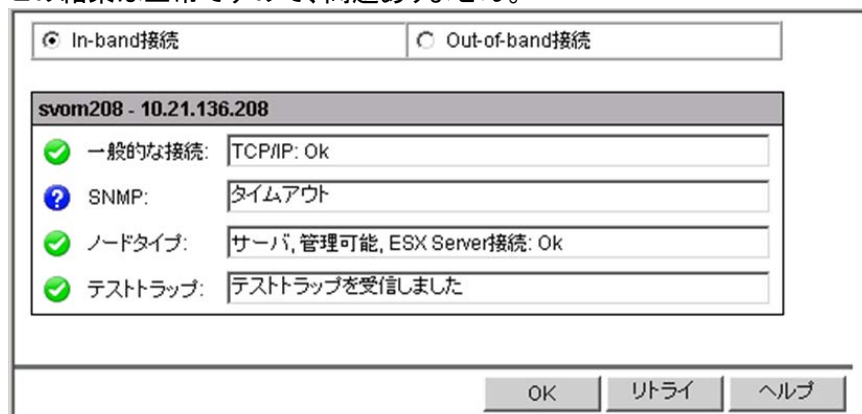 In-band接続 Out-of-band接続
svom208 - 10.21.136.208
一般的な接続: TCP/IP: Ok
SNMP: タイムアウト
ノードタイプ: サーバ, 管理可能, ESX Server接続: Ok
テストトラップ: テストトラップを受信しました
OK リトライ ヘルプ